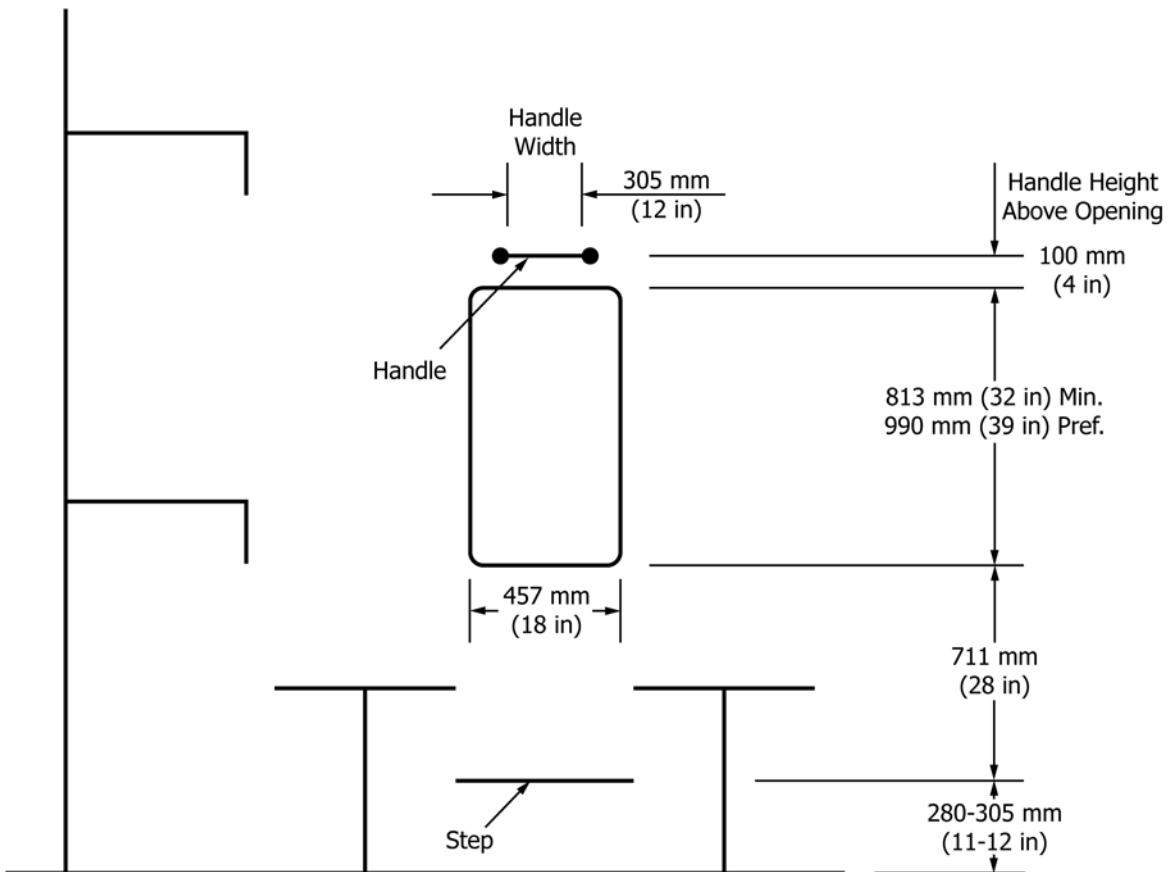 Handle
Width
305 mm
(12 in)
Handle Height
Above Opening
100 mm
(4 in)
Handle
813 mm (32 in) Min.
990 mm (39 in) Pref.
457 mm
(18 in)
711 mm
(28 in)
Step
280-305 mm
(11-12 in)